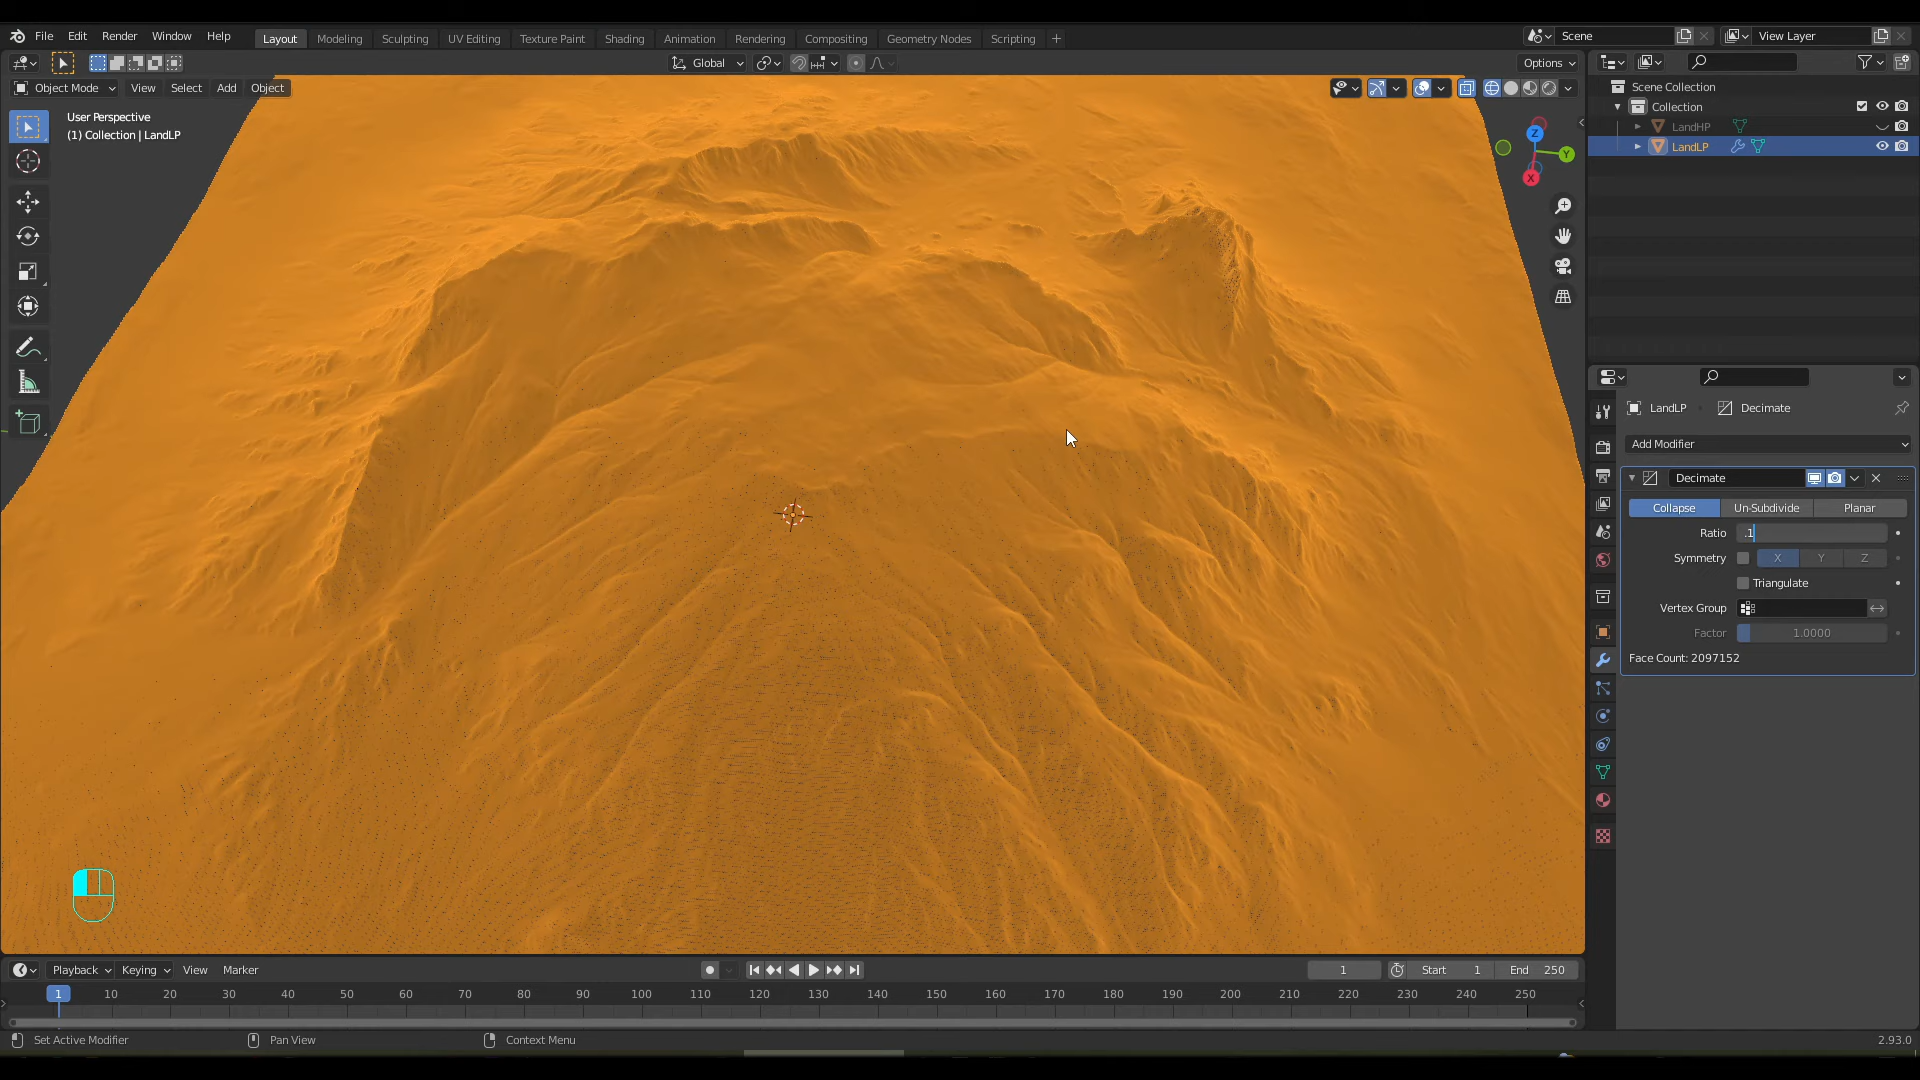 File Edit Render Window Help Layout Modeling Sculpting UV Editing Texture Paint Shading Animation Rendering Compositing Geometry Nodes Scripting + Scene View Layer
Global Options
Object Mode View Select Add Object
Scene Collection
Collection
LandHP
LandLP
User Perspective
(1) Collection | LandLP
Z
Y
X
LandLP Decimate
Add Modifier
Decimate
Collapse Un-Subdivide Planar
Ratio .1
Symmetry X Y Z
Triangulate
Vertex Group
Factor 1.0000
Face Count: 2097152
Playback Keying View Marker 1 Start 1 End 250
1 10 20 30 40 50 60 70 80 90 100 110 120 130 140 150 160 170 180 190 200 210 220 230 240 250
Set Active Modifier Pan View Context Menu 2.93.0